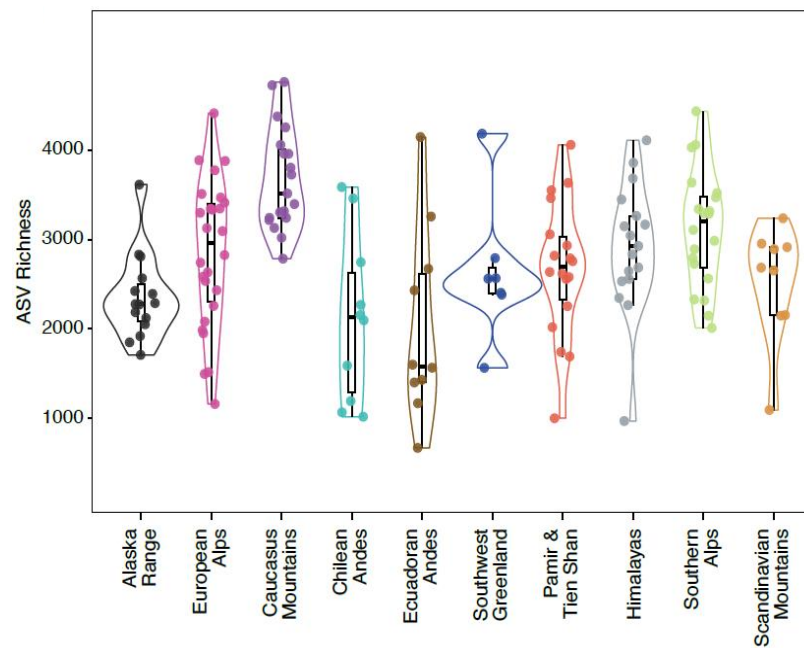 ASV Richness
4000
3000
2000
1000
Alaska
Range
European
Alps
Caucasus
Mountains
Chilean
Andes
Ecuadoran
Andes
Southwest
Greenland
Pamir &
Tien Shan
Himalayas
Southern
Alps
Scandinavian
Mountains